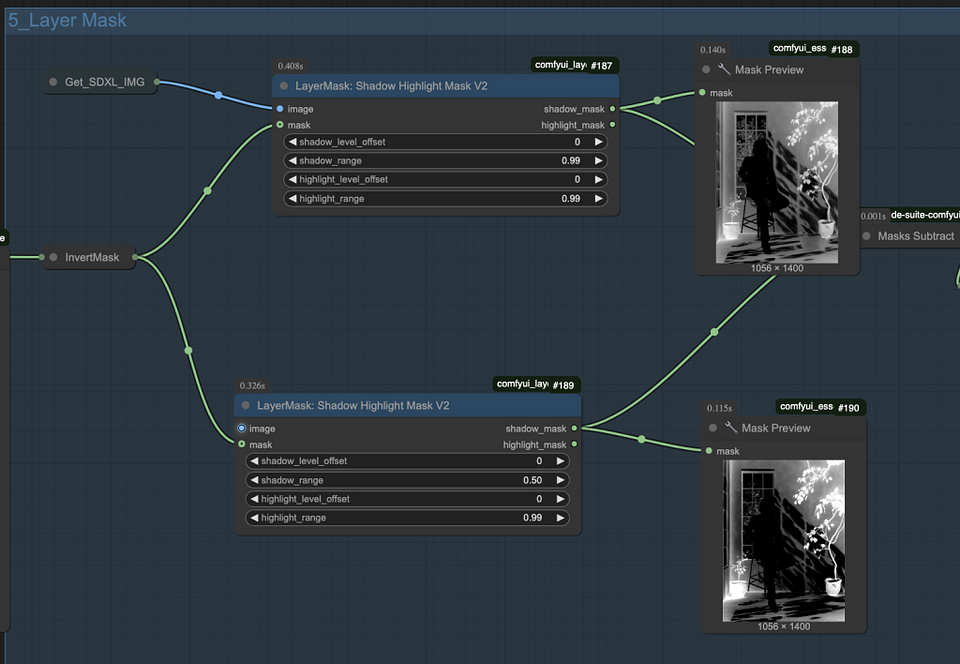 5_Layer Mask
Get_SDXL_IMG
0.408s
comfyui_lay #187
LayerMask: Shadow Highlight Mask V2
image
shadow_mask
mask
highlight_mask
shadow_level_offset 0
shadow_range 0.99
highlight_level_offset 0
highlight_range 0.99
0.140s
comfyui_ess #188
Mask Preview
mask
1056 × 1400
0.001s
de-suite-comfyui
Masks Subtract
e
InvertMask
0.326s
comfyui_lay #189
LayerMask: Shadow Highlight Mask V2
image
shadow_mask
mask
highlight_mask
shadow_level_offset 0
shadow_range 0.50
highlight_level_offset 0
highlight_range 0.99
0.115s
comfyui_ess #190
Mask Preview
mask
1056 × 1400